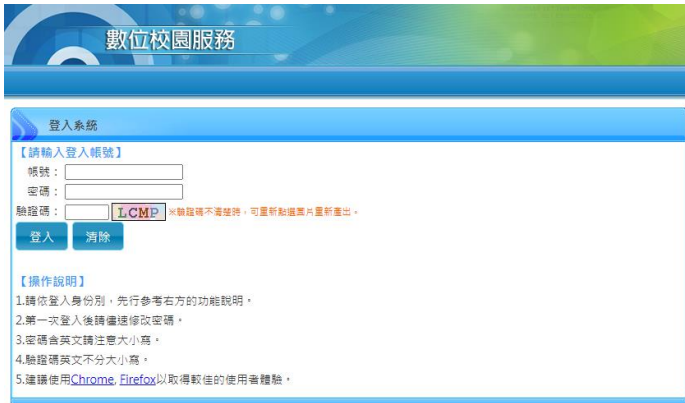 數位校園服務
登入系統
【請輸入登入帳號】
帳號：
密碼：
驗證碼： LCMP ※驗證碼不清楚時，可重新點選圖片重新產出。
登入 清除
【操作說明】
1.請依登入身份別，先行參考右方的功能說明。
2.第一次登入後請儘速修改密碼。
3.密碼含英文請注意大小寫。
4.驗證碼英文不分大小寫。
5.建議使用Chrome, Firefox以取得較佳的使用者體驗。